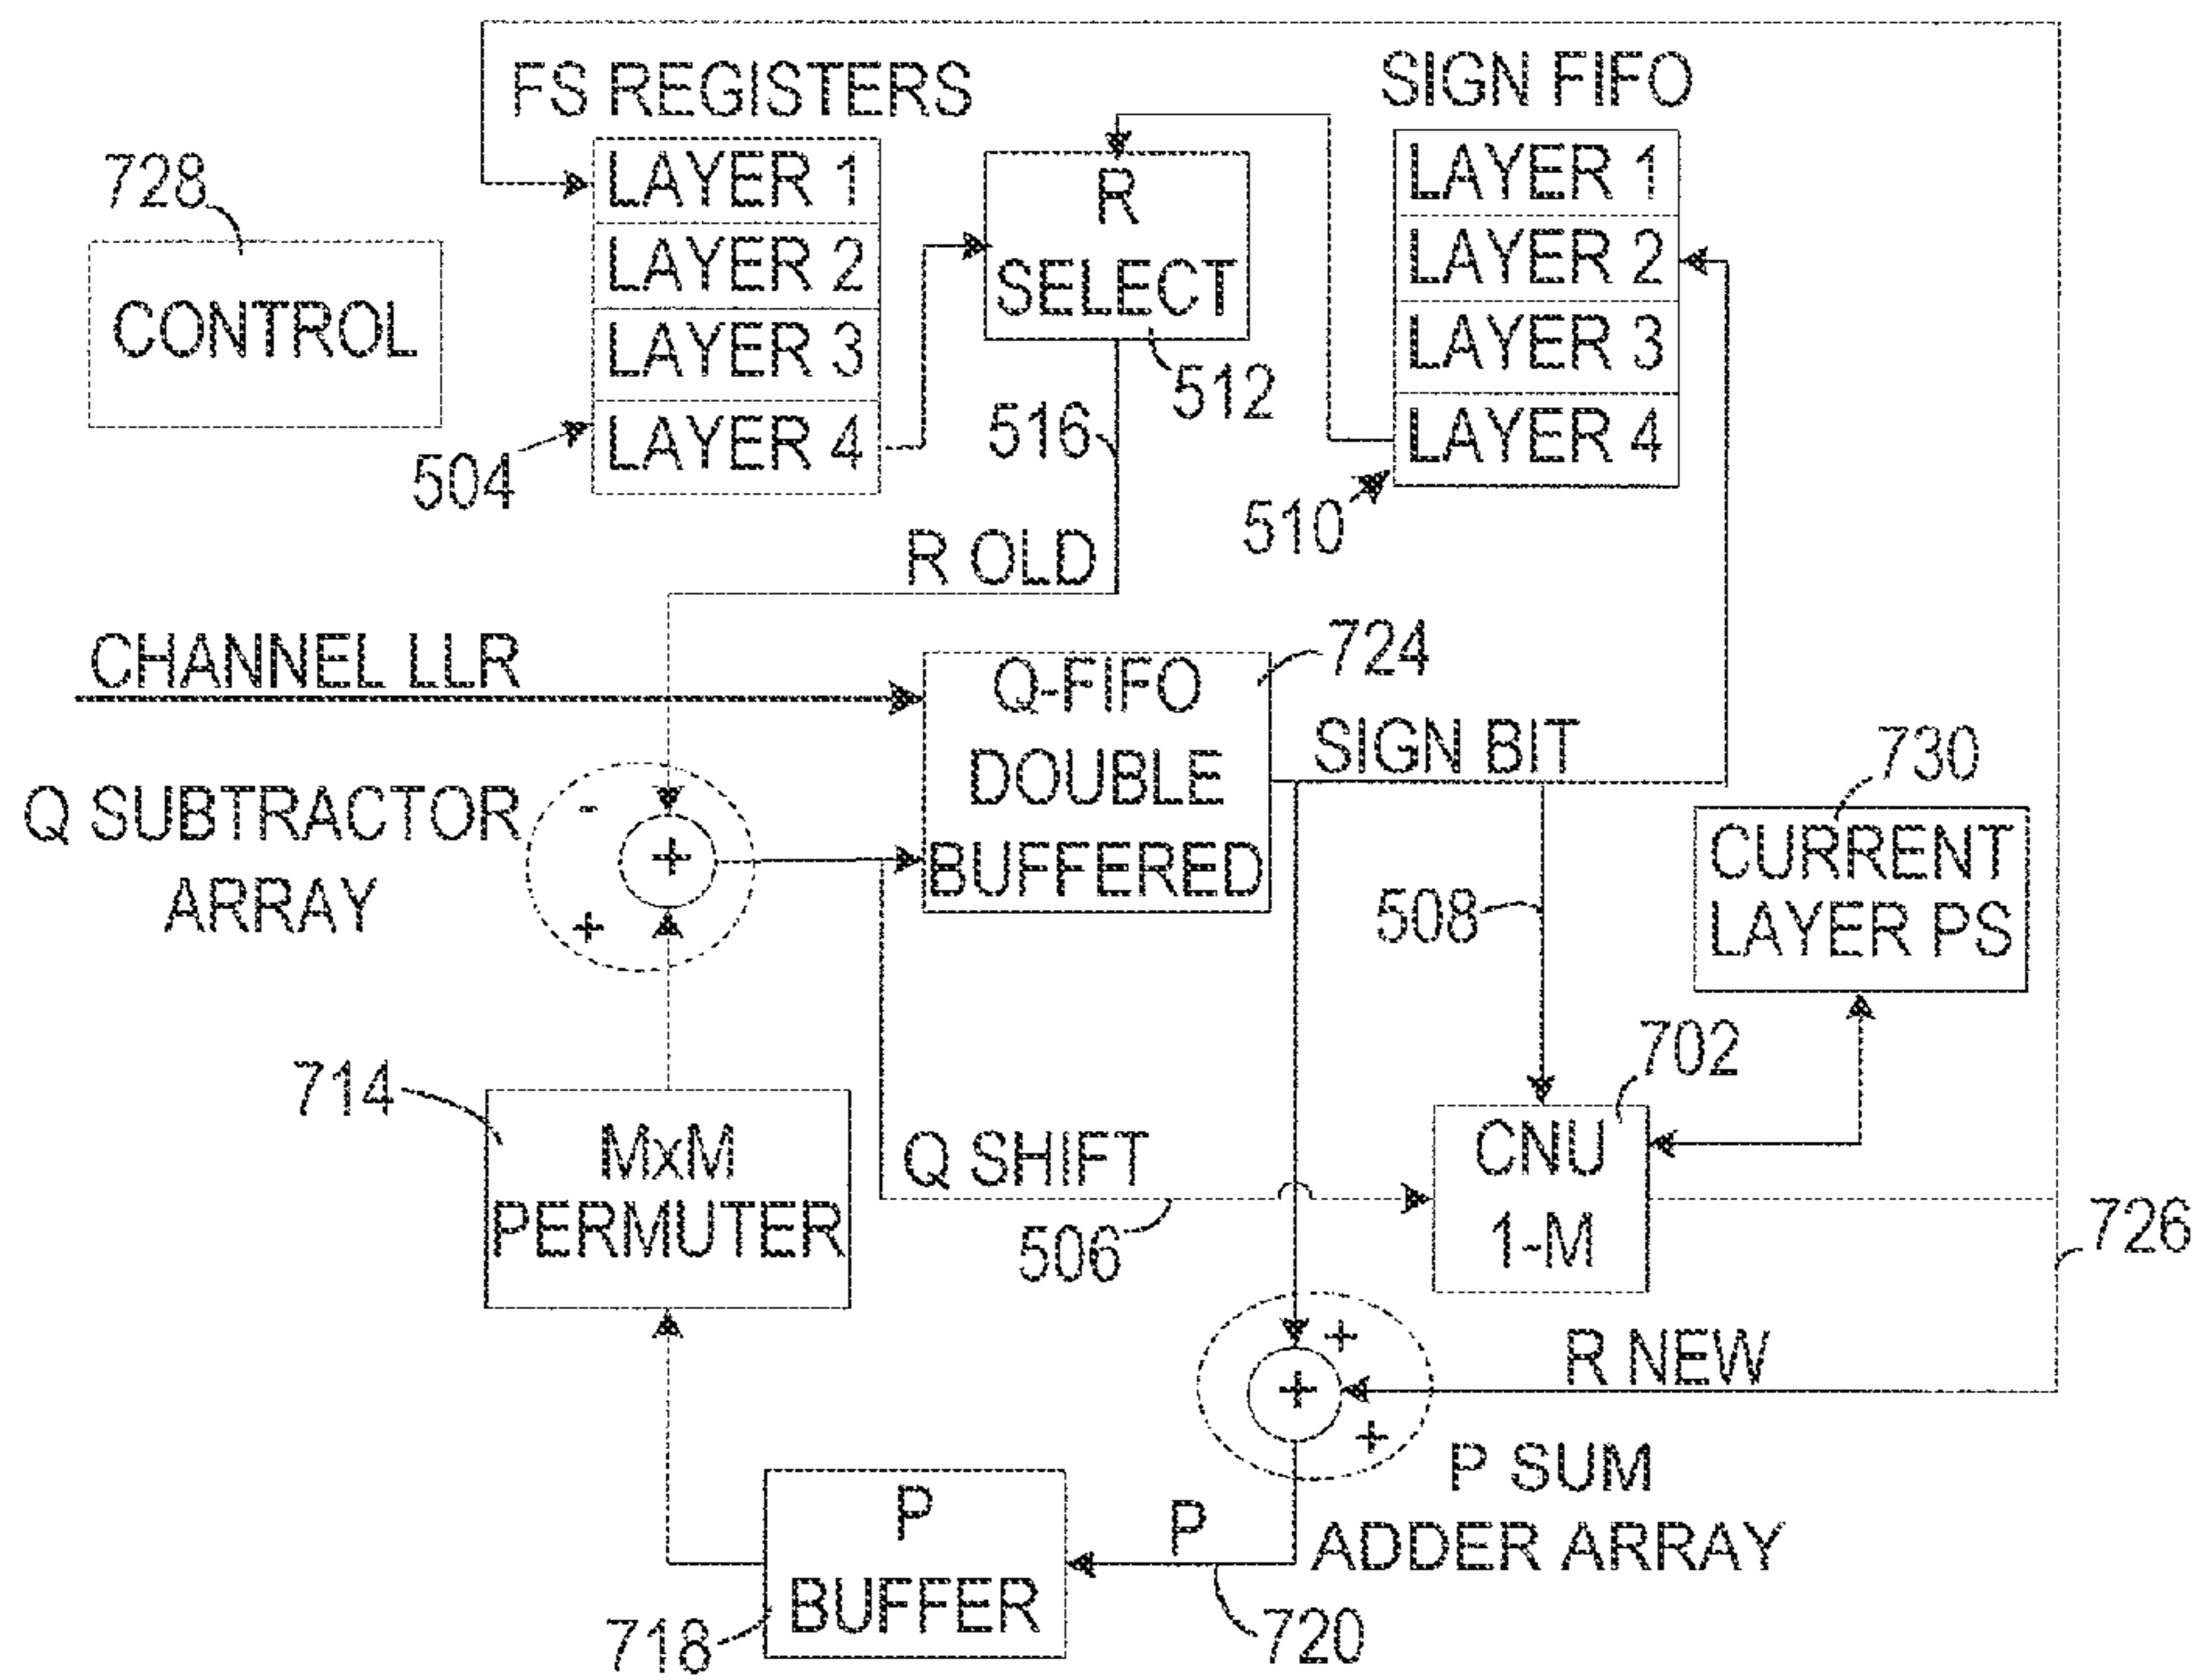 FS REGISTERS
SIGN FIFO
728
CONTROL
LAYER 1
LAYER 2
LAYER 3
LAYER 4
504
R
SELECT
512
516
LAYER 1
LAYER 2
LAYER 3
LAYER 4
510
R OLD
CHANNEL LLR
724
Q-FIFO
DOUBLE
BUFFERED
SIGN BIT
Q SUBTRACTOR
ARRAY
-
+
+
730
CURRENT
LAYER PS
508
702
714
MxM
PERMUTER
Q SHIFT
506
CNU
1-M
726
+
+
+
R NEW
P SUM
ADDER ARRAY
P
720
P
BUFFER
718